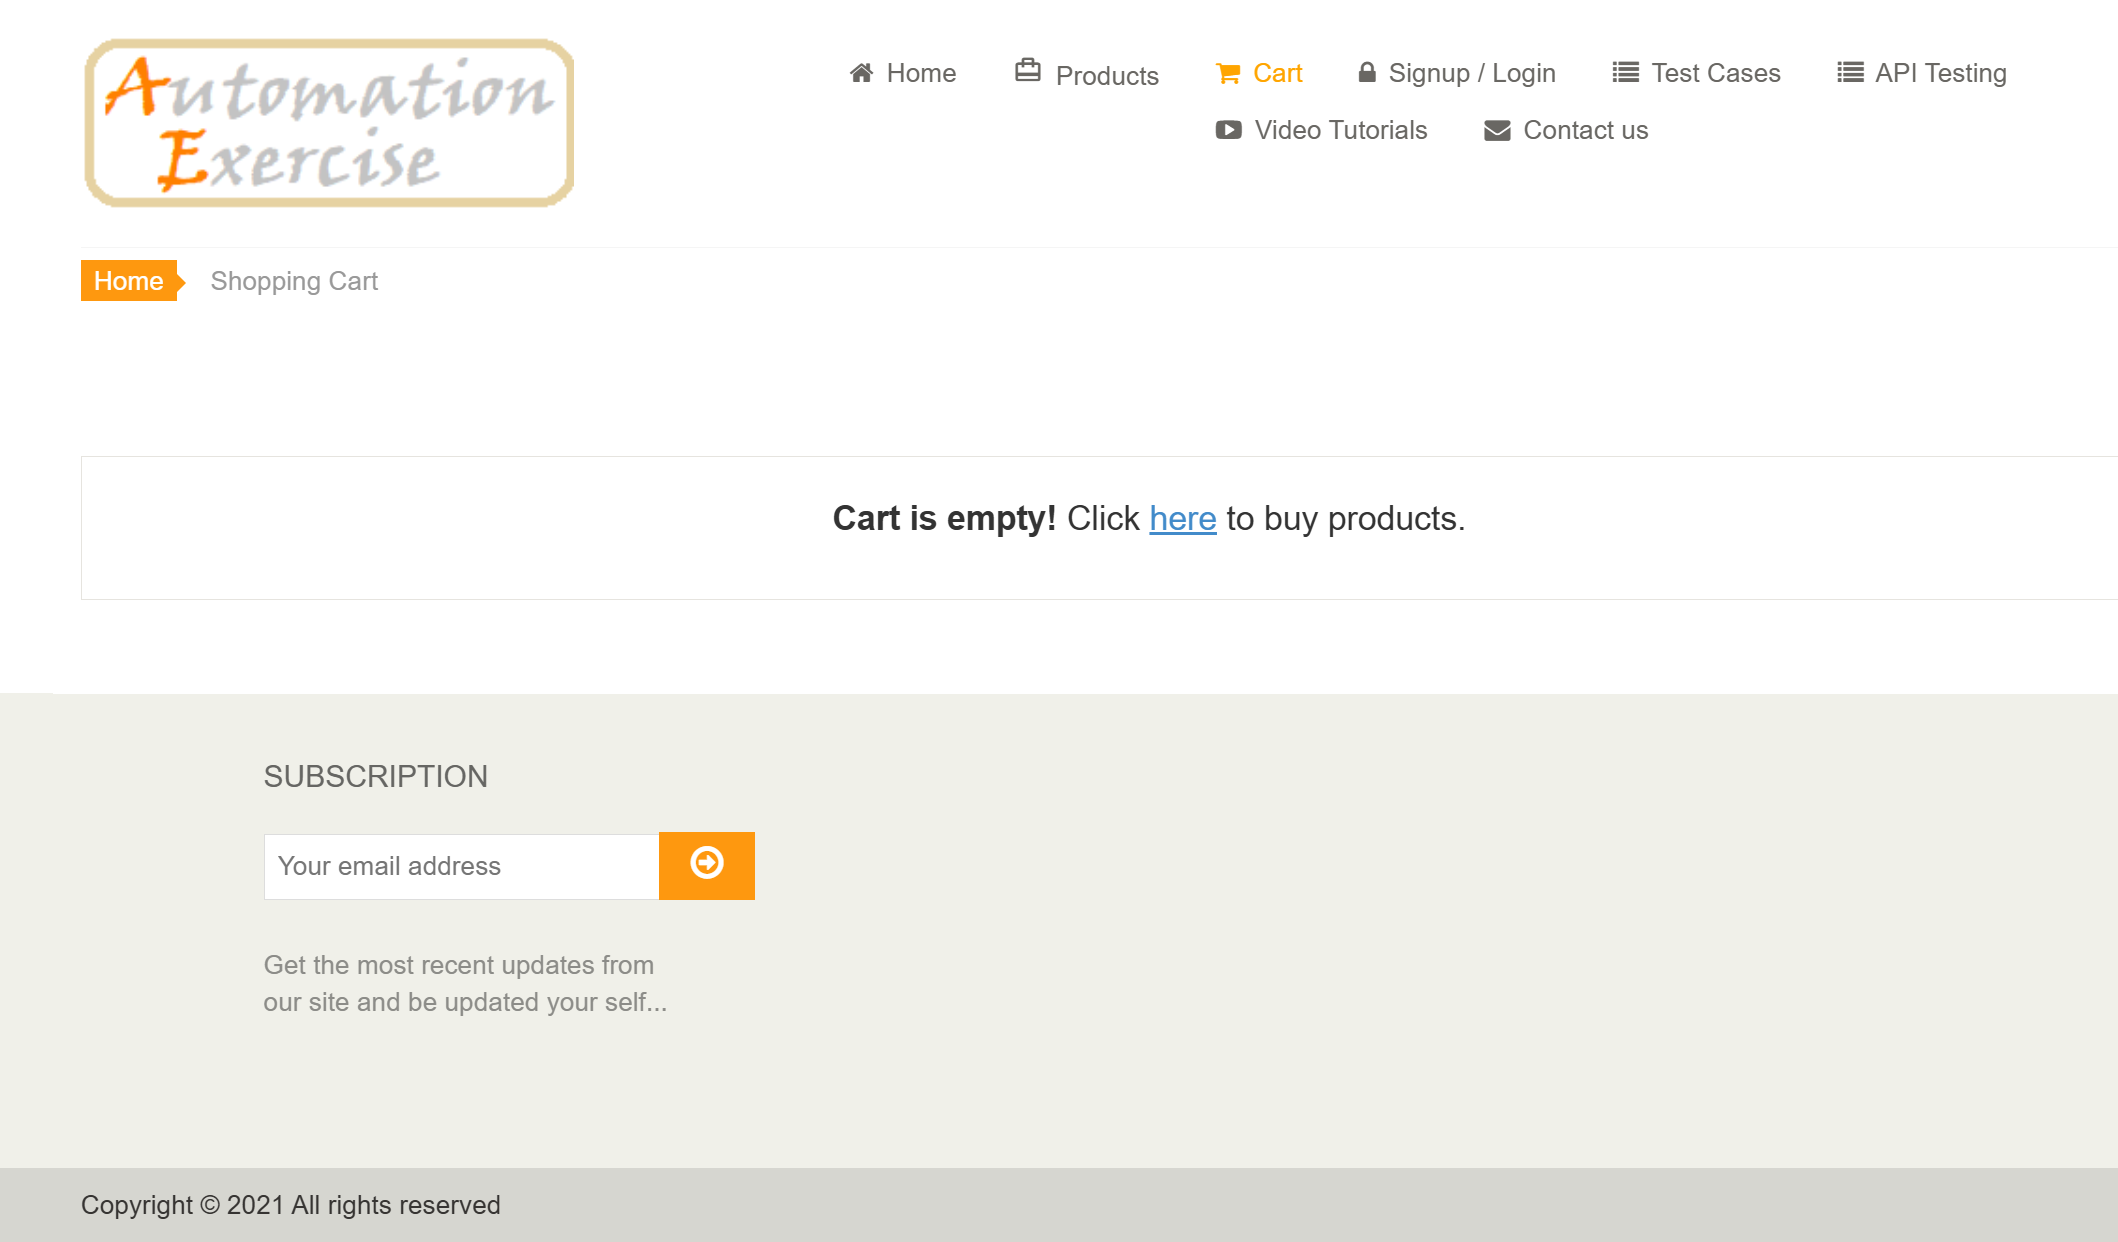 Automation
Exercise
Home Products Cart Signup / Login Test Cases API Testing
Video Tutorials Contact us
Home Shopping Cart
Cart is empty! Click here to buy products.
SUBSCRIPTION
Your email address
Get the most recent updates from
our site and be updated your self...
Copyright © 2021 All rights reserved